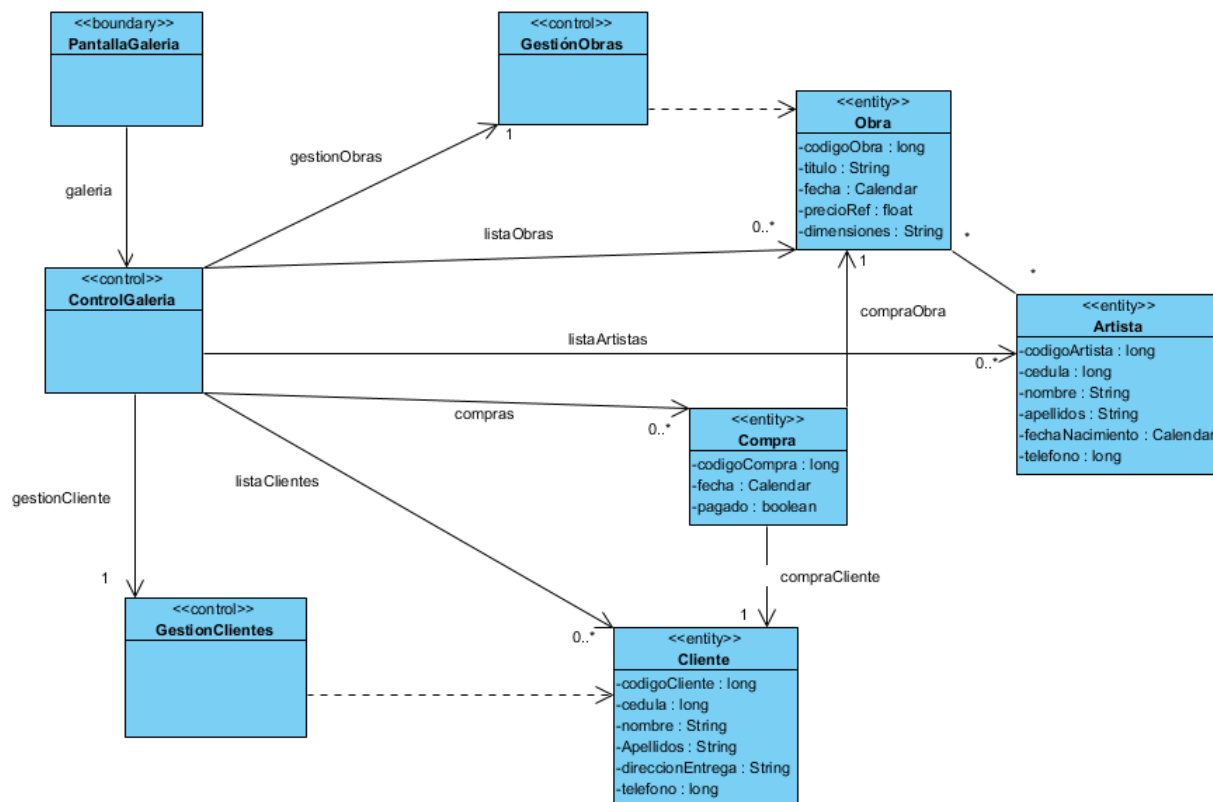 <<boundary>>
PantallaGaleria
<<control>>
GestiónObras
<<entity>>
Obra
-codigoObra : long
-titulo : String
-fecha : Calendar
-precioRef : float
-dimensiones : String
1
gestionObras
galeria
listaObras
0..*
*
1
*
<<control>>
ControlGaleria
compraObra
<<entity>>
Artista
-codigoArtista : long
-cedula : long
-nombre : String
-apellidos : String
-fechaNacimiento : Calendar
-telefono : long
listaArtistas
0..*
compras
0..*
<<entity>>
Compra
-codigoCompra : long
-fecha : Calendar
-pagado : boolean
listaClientes
gestionCliente
compraCliente
1
1
<<control>>
GestionClientes
0..*
<<entity>>
Cliente
-codigoCliente : long
-cedula : long
-nombre : String
-Apellidos : String
-direccionEntrega : String
-telefono : long